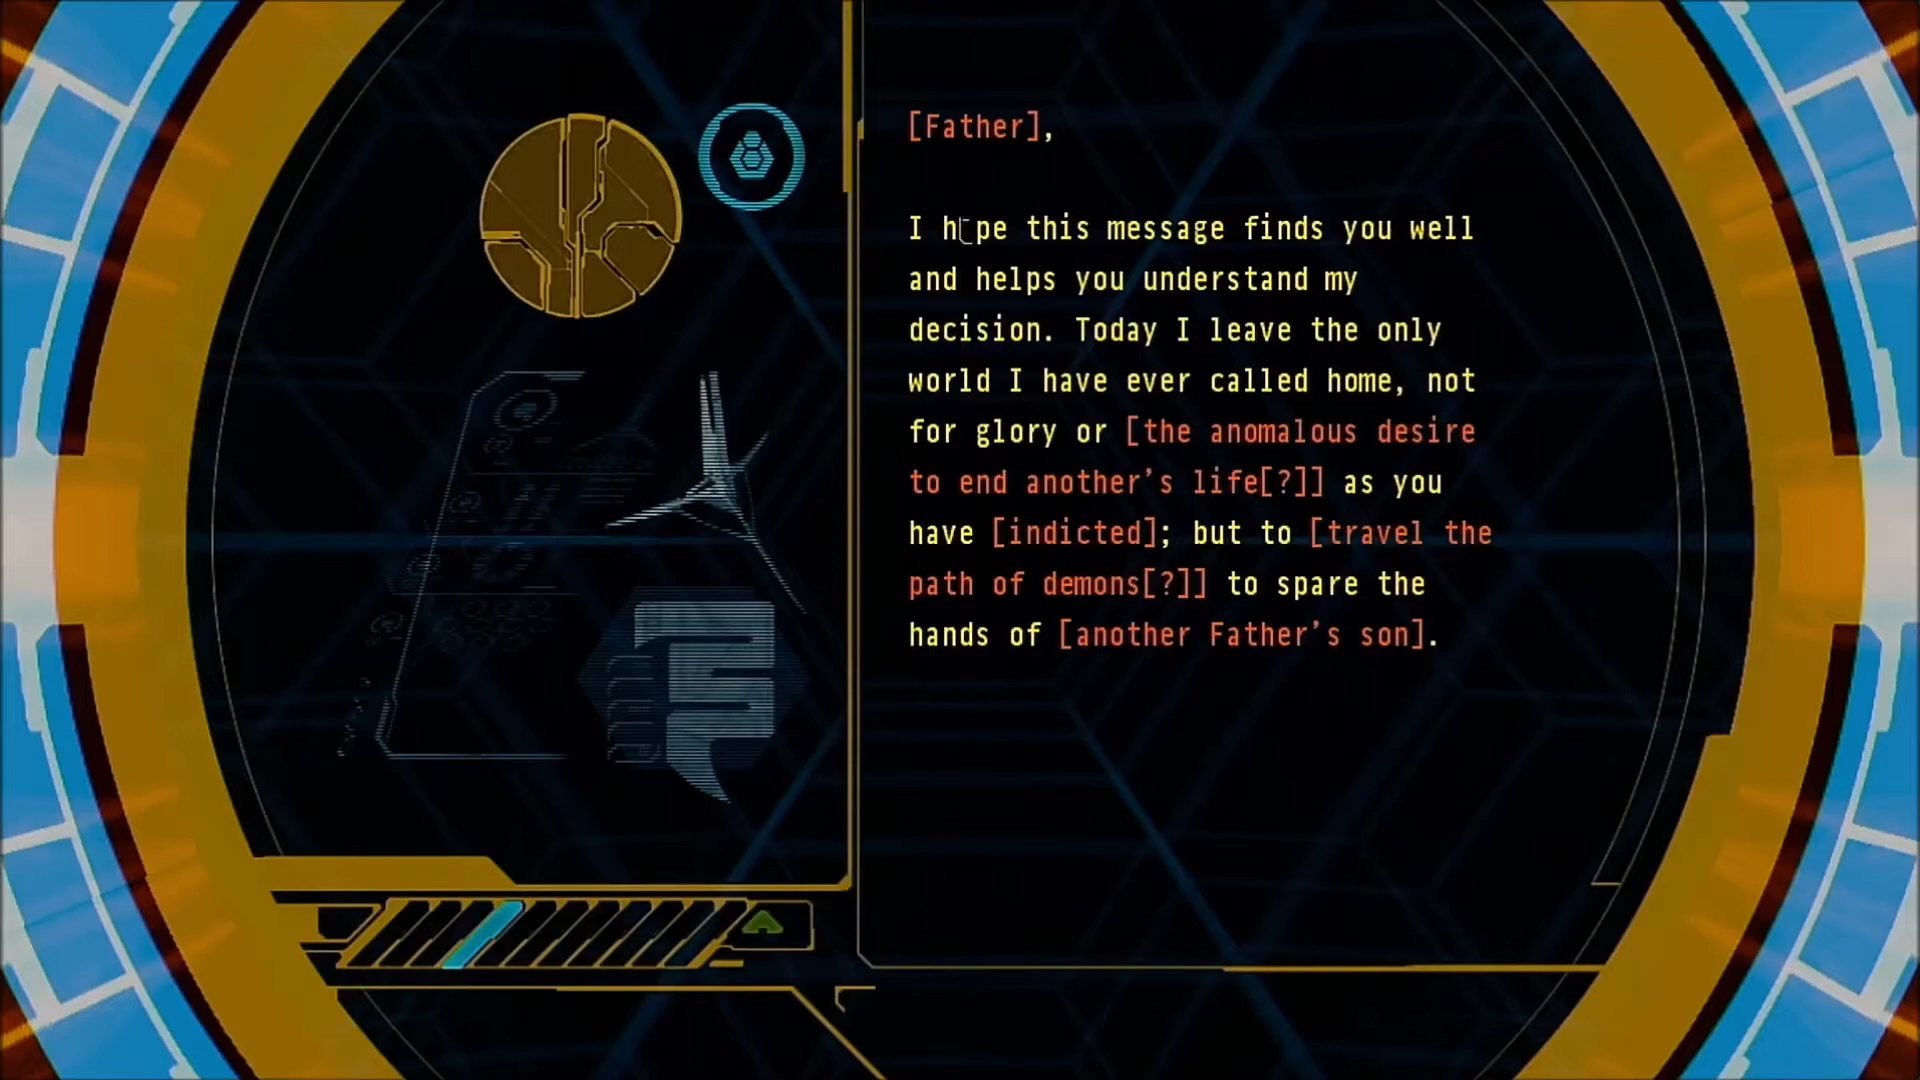 [Father],
I hope this message finds you well
and helps you understand my
decision. Today I leave the only
world I have ever called home, not
for glory or [the anomalous desire
to end another's life[?]] as you
have [indicted]; but to [travel the
path of demons[?]] to spare the
hands of [another Father's son].